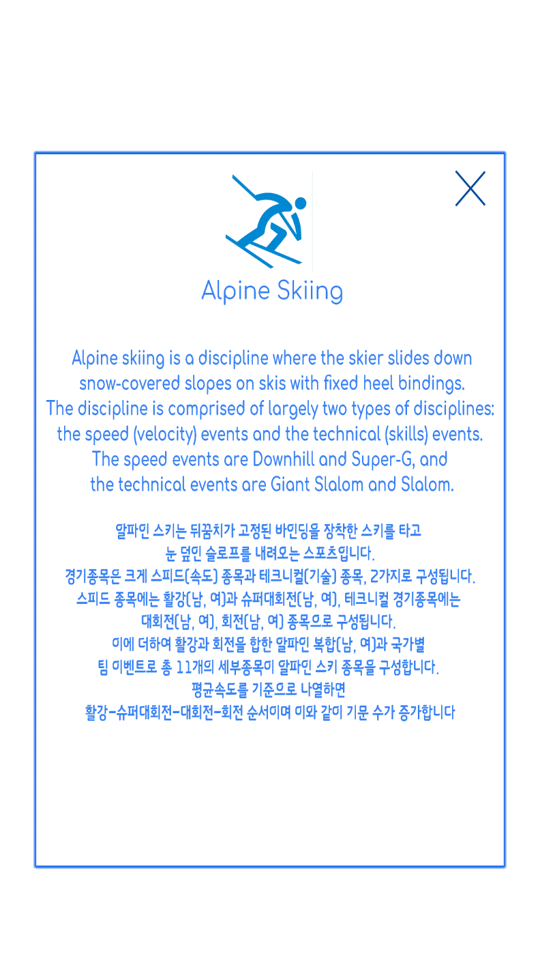 Alpine Skiing
Alpine skiing is a discipline where the skier slides down
snow-covered slopes on skis with fixed heel bindings.
The discipline is comprised of largely two types of disciplines:
the speed (velocity) events and the technical (skills) events.
The speed events are Downhill and Super-G, and
the technical events are Giant Slalom and Slalom.
알파인 스키는 뒤꿈치가 고정된 바인딩을 장착한 스키를 타고
눈 덮인 슬로프를 내려오는 스포츠입니다.
경기종목은 크게 스피드(속도) 종목과 테크니컬(기술) 종목, 2가지로 구성됩니다.
스피드 종목에는 활강(남, 여)과 슈퍼대회전(남, 여), 테크니컬 경기종목에는
대회전(남, 여), 회전(남, 여) 종목으로 구성됩니다.
이에 더하여 활강과 회전을 합한 알파인 복합(남, 여)과 국가별
팀 이벤트로 총 11개의 세부종목이 알파인 스키 종목을 구성합니다.
평균속도를 기준으로 나열하면
활강-슈퍼대회전-대회전-회전 순서이며 이와 같이 기문 수가 증가합니다